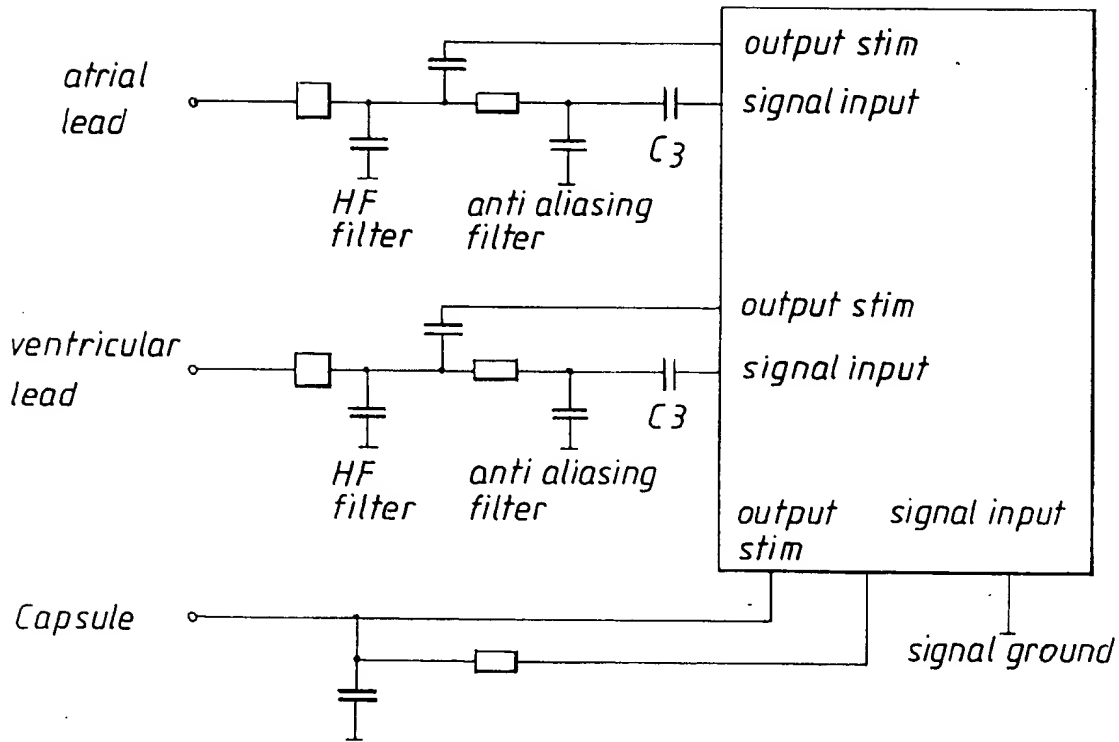 output stim
atrial
lead
signal input
C3
HF
filter
anti aliasing
filter
output stim
ventricular
lead
signal input
C3
HF
filter
anti aliasing
filter
output
stim
signal input
Capsule
signal ground